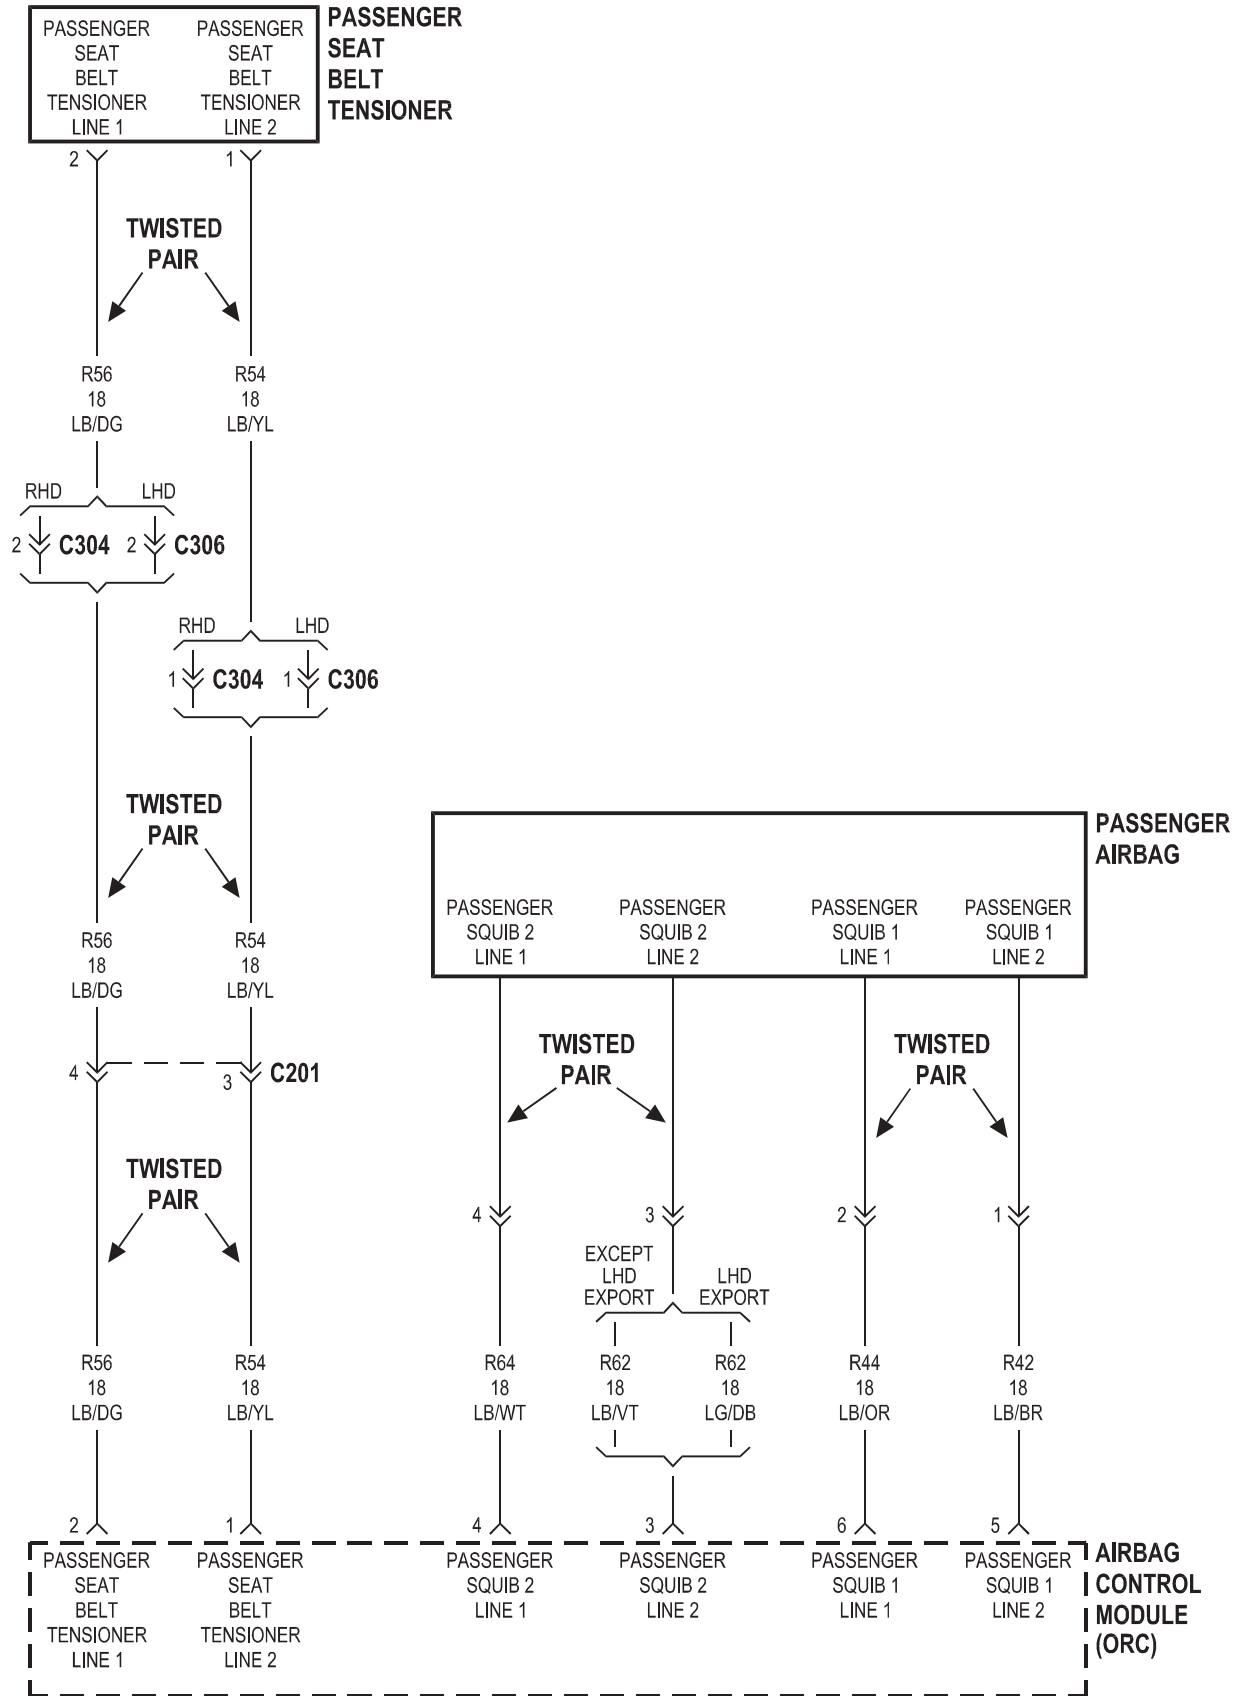 PASSENGER
SEAT
BELT
TENSIONER
LINE 1
PASSENGER
SEAT
BELT
TENSIONER
LINE 2
PASSENGER
SEAT
BELT
TENSIONER
2
1
TWISTED
PAIR
R56
18
LB/DG
R54
18
LB/YL
RHD
LHD
2
C304
2
C306
RHD
LHD
1
C304
1
C306
TWISTED
PAIR
R56
18
LB/DG
R54
18
LB/YL
4
3
C201
TWISTED
PAIR
R56
18
LB/DG
R54
18
LB/YL
2
1
PASSENGER
AIRBAG
PASSENGER
SQUIB 2
LINE 1
PASSENGER
SQUIB 2
LINE 2
PASSENGER
SQUIB 1
LINE 1
PASSENGER
SQUIB 1
LINE 2
TWISTED
PAIR
TWISTED
PAIR
4
3
2
1
EXCEPT
LHD
EXPORT
LHD
EXPORT
R64
18
LB/WT
R62
18
LB/VT
R62
18
LG/DB
R44
18
LB/OR
R42
18
LB/BR
4
3
6
5
PASSENGER
SEAT
BELT
TENSIONER
LINE 1
PASSENGER
SEAT
BELT
TENSIONER
LINE 2
PASSENGER
SQUIB 2
LINE 1
PASSENGER
SQUIB 2
LINE 2
PASSENGER
SQUIB 1
LINE 1
PASSENGER
SQUIB 1
LINE 2
AIRBAG
CONTROL
MODULE
(ORC)